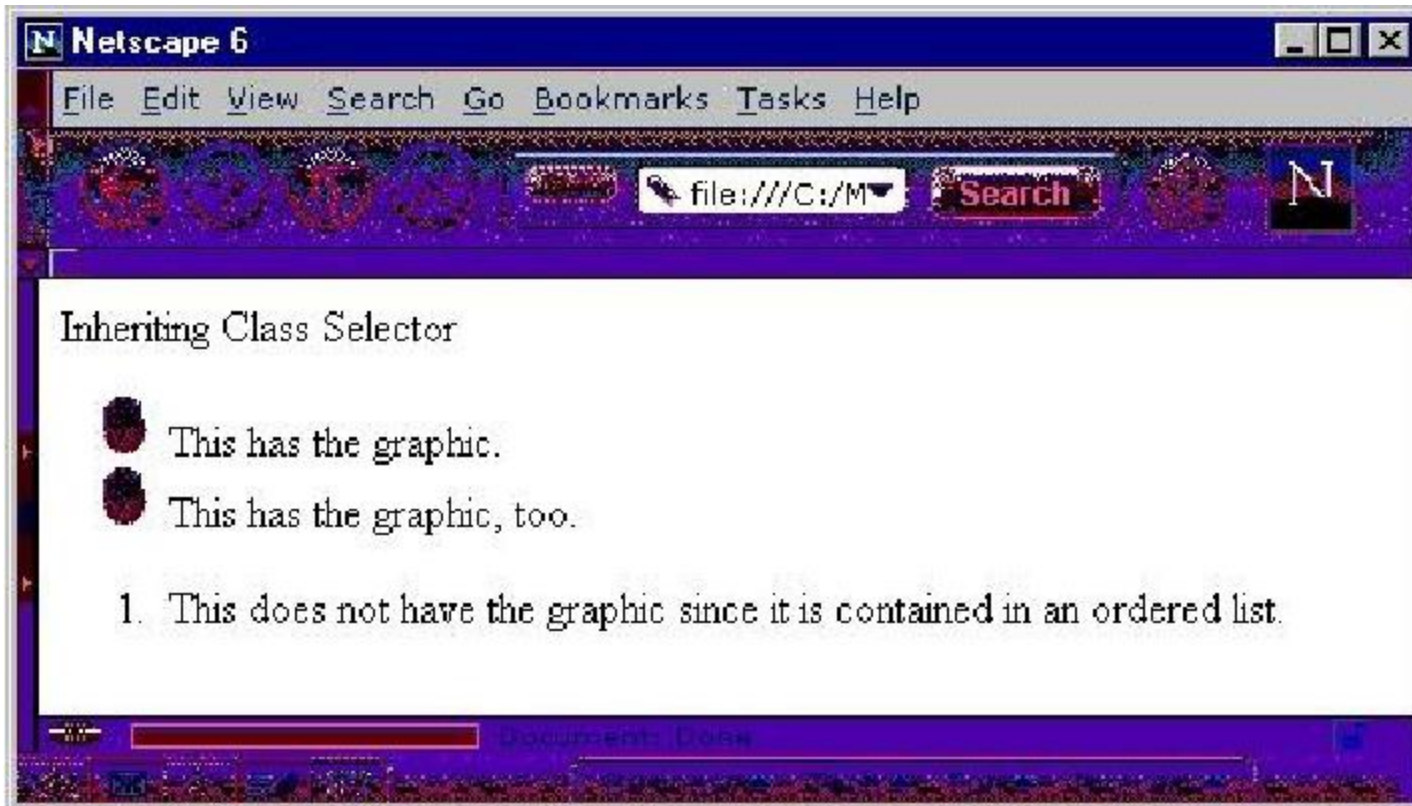 N Netscape 6
File Edit View Search Go Bookmarks Tasks Help
file:///C:/M Search N
Inheriting Class Selector
This has the graphic.
This has the graphic, too.
1. This does not have the graphic since it is contained in an ordered list.
Document: Done